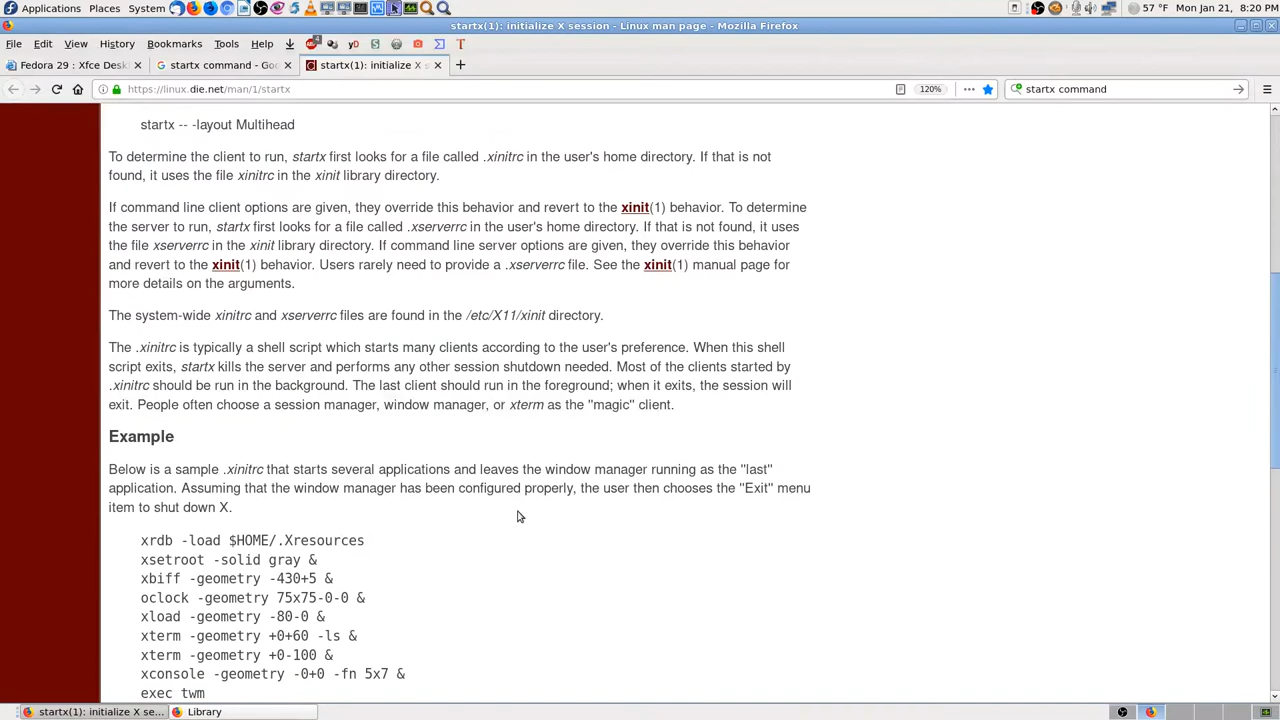 Applications Places System 57 °F Mon Jan 21, 8:20 PM
startx(1): initialize X session - Linux man page - Mozilla Firefox
File Edit View History Bookmarks Tools Help
Fedora 29 : Xfce Desk startx command - Goo startx(1): initialize X s
https://linux.die.net/man/1/startx 120% startx command
startx -- -layout Multihead
To determine the client to run, startx first looks for a file called .xinitrc in the user's home directory. If that is not
found, it uses the file xinitrc in the xinit library directory.
If command line client options are given, they override this behavior and revert to the xinit(1) behavior. To determine
the server to run, startx first looks for a file called .xserverrc in the user's home directory. If that is not found, it uses
the file xserverrc in the xinit library directory. If command line server options are given, they override this behavior
and revert to the xinit(1) behavior. Users rarely need to provide a .xserverrc file. See the xinit(1) manual page for
more details on the arguments.
The system-wide xinitrc and xserverrc files are found in the /etc/X11/xinit directory.
The .xinitrc is typically a shell script which starts many clients according to the user's preference. When this shell
script exits, startx kills the server and performs any other session shutdown needed. Most of the clients started by
.xinitrc should be run in the background. The last client should run in the foreground; when it exits, the session will
exit. People often choose a session manager, window manager, or xterm as the "magic" client.
Example
Below is a sample .xinitrc that starts several applications and leaves the window manager running as the "last"
application. Assuming that the window manager has been configured properly, the user then chooses the "Exit" menu
item to shut down X.
xrdb -load $HOME/.Xresources
xsetroot -solid gray &
xbiff -geometry -430+5 &
oclock -geometry 75x75-0-0 &
xload -geometry -80-0 &
xterm -geometry +0+60 -ls &
xterm -geometry +0-100 &
xconsole -geometry -0+0 -fn 5x7 &
exec twm
startx(1): initialize X se... Library